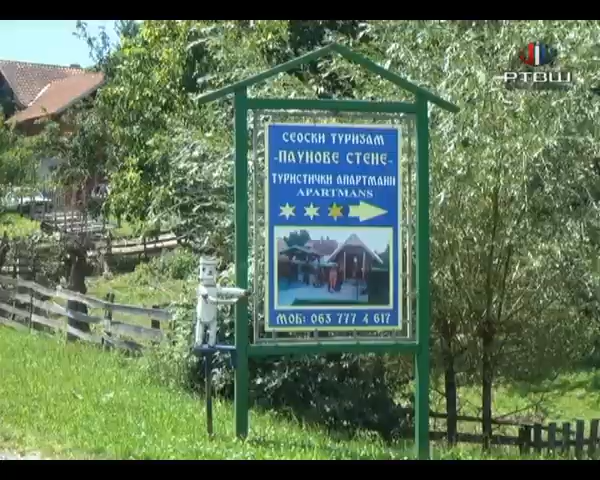 РТВШ
СЕОСКИ ТУРИЗАМ
-ПАУНОВЕ СТЕНЕ-
ТУРИСТИЧКИ АПАРТМАНИ
APARTMANS
МОБ: 063 777 4 617